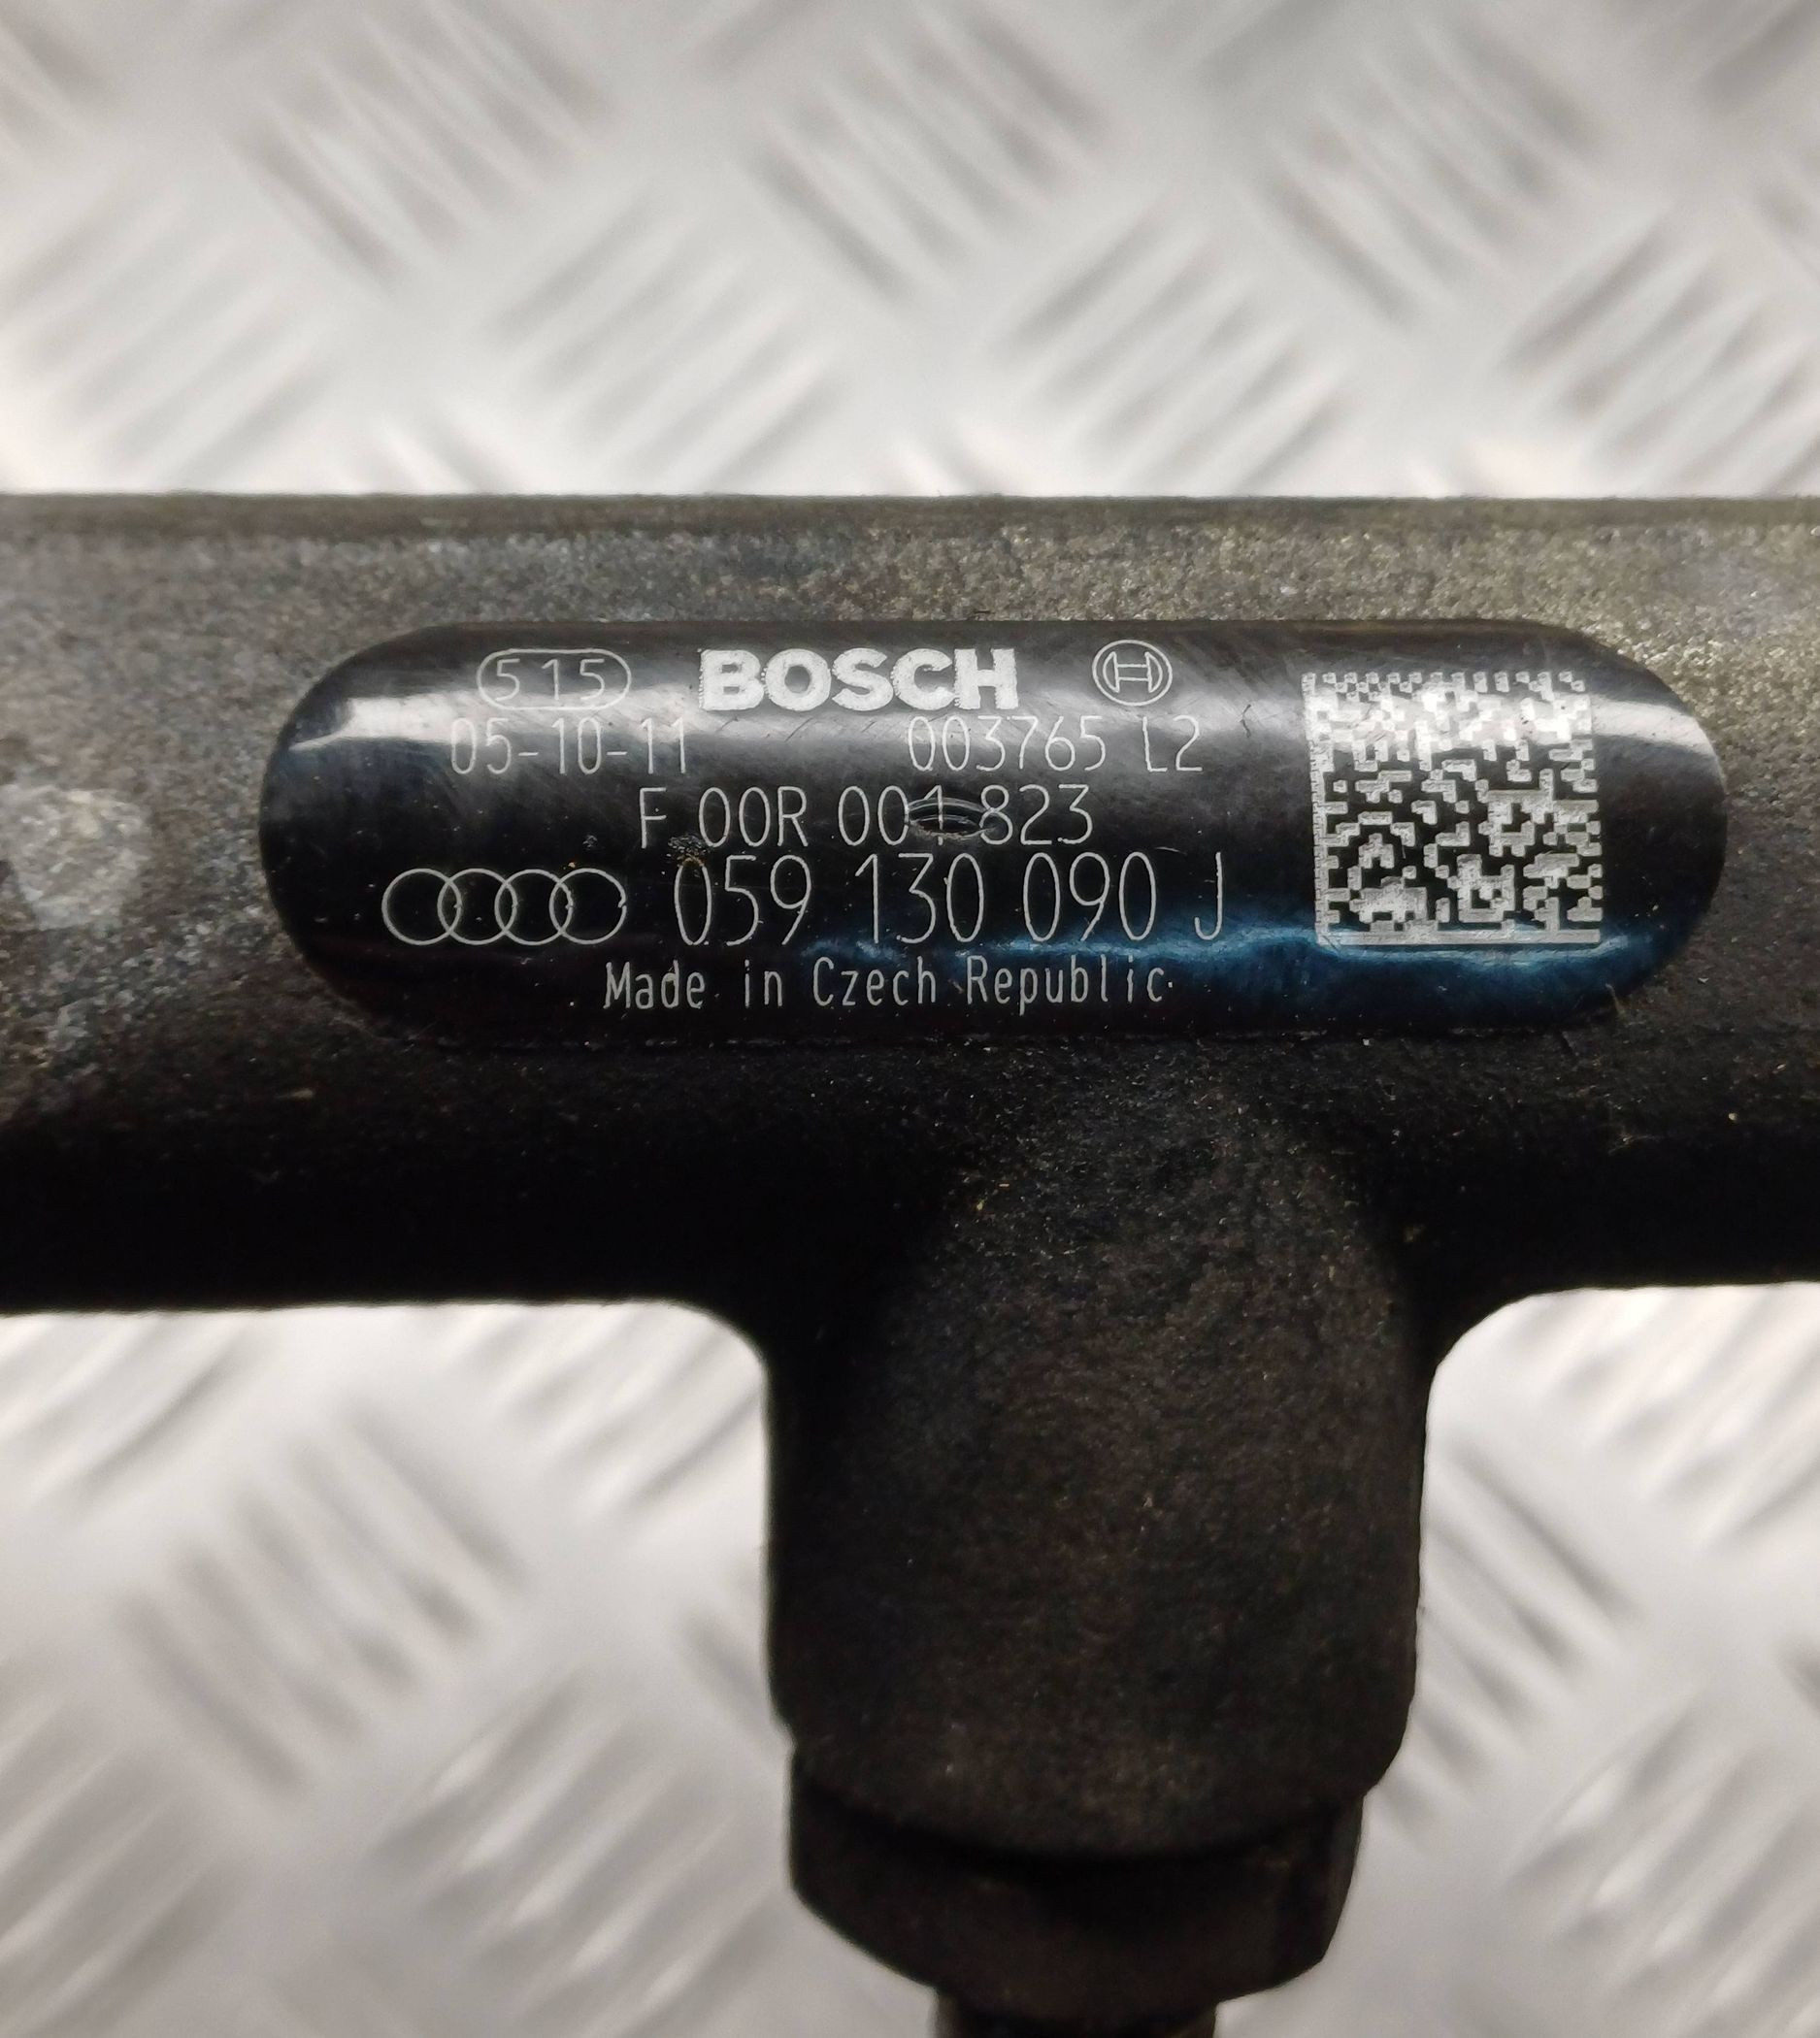 515 BOSCH
05-10-11 003765 L2
F 00R 001 823
059 130 090 J
Made in Czech Republic